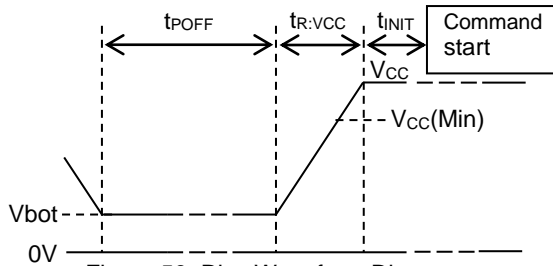 tPOFF
tR:VCC
tINIT
Command
start
VCC
VCC(Min)
Vbot
0V